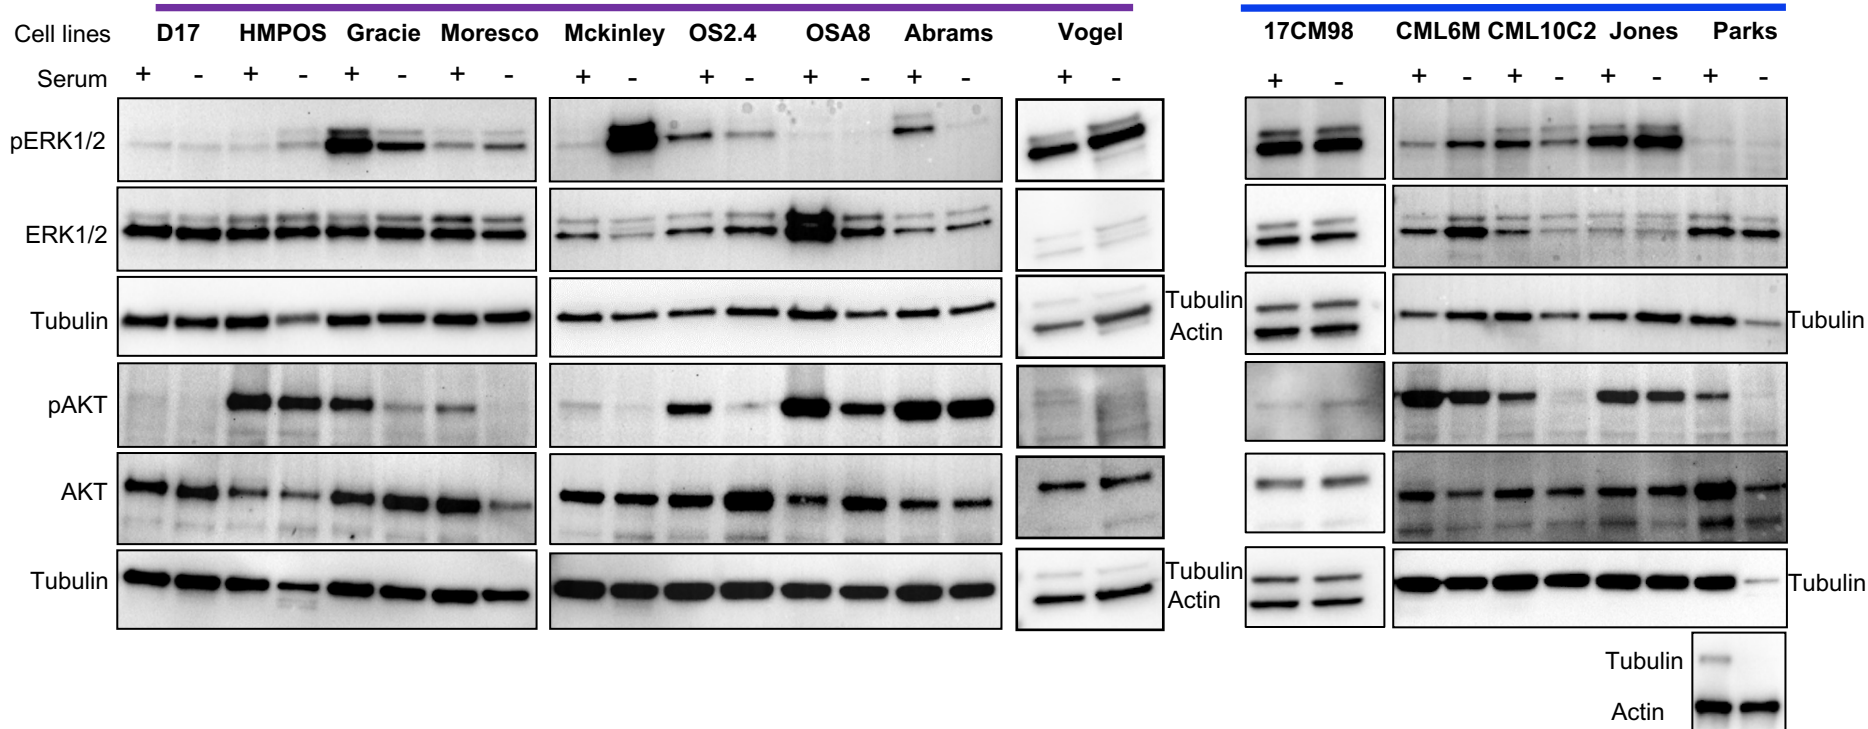 Cell lines D17 HMPOS Gracie Moresco Mckinley OS2.4 OSA8 Abrams Vogel 17CM98 CML6M CML10C2 Jones Parks
Serum + - + - + - + - + - + - + - + - + - + - + - + - + - + -
pERK1/2
ERK1/2
Tubulin Tubulin Tubulin
Actin
pAKT
AKT
Tubulin Tubulin Tubulin
Actin
Tubulin
Actin